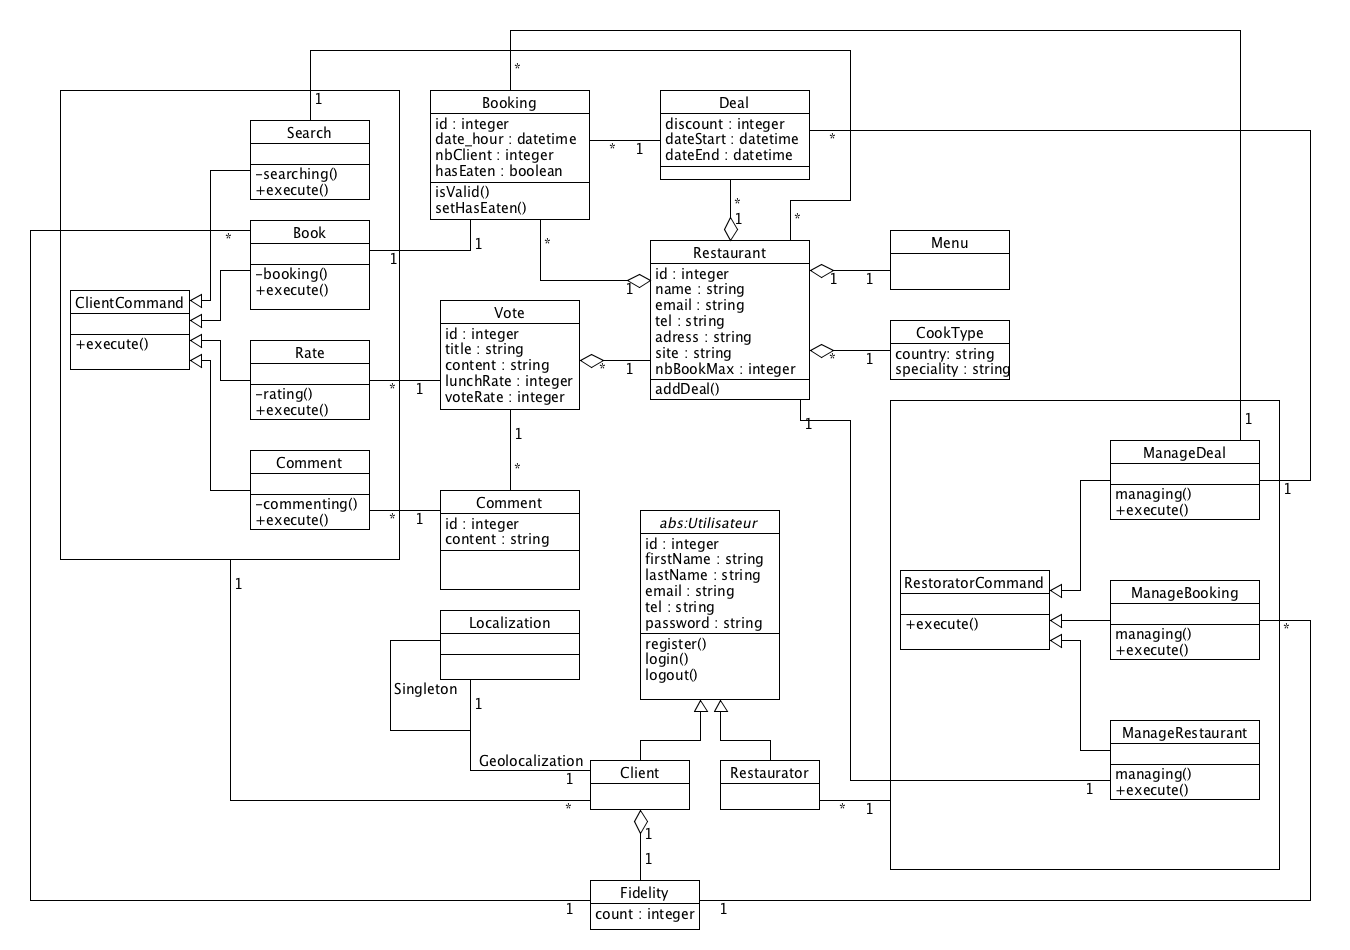 *
1
Search
-searching()
+execute()
Booking
id : integer
date_hour : datetime
nbClient : integer
hasEaten : boolean
isValid()
setHasEaten()
Deal
discount : integer
dateStart : datetime
dateEnd : datetime
*
1
*
*
1
*
*
Book
-booking()
+execute()
1
1
*
1
Restaurant
id : integer
name : string
email : string
tel : string
adress : string
site : string
nbBookMax : integer
addDeal()
Menu
1
1
ClientCommand
+execute()
Vote
id : integer
title : string
content : string
lunchRate : integer
voteRate : integer
*
1
CookType
country: string
speciality : string
*
1
Rate
-rating()
+execute()
*
1
1
*
1
1
Comment
-commenting()
+execute()
*
1
Comment
id : integer
content : string
ManageDeal
managing()
+execute()
1
abs:Utilisateur
id : integer
firstName : string
lastName : string
email : string
tel : string
password : string
register()
login()
logout()
1
RestoratorCommand
+execute()
ManageBooking
managing()
+execute()
*
Localization
Singleton
1
Geolocalization
1
*
Client
Restaurator
*
1
ManageRestaurant
managing()
+execute()
1
1
1
Fidelity
count : integer
1
1